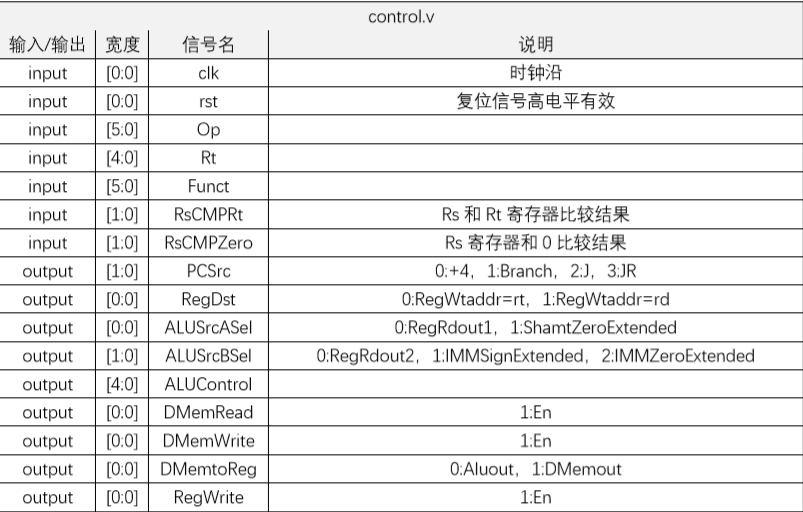 control.v
输入/输出 宽度 信号名 说明
input [0:0] clk 时钟沿
input [0:0] rst 复位信号高电平有效
input [5:0] Op
input [4:0] Rt
input [5:0] Funct
input [1:0] RsCMPRt Rs 和 Rt 寄存器比较结果
input [1:0] RsCMPZero Rs 寄存器和 0 比较结果
output [1:0] PCSrc 0:+4，1:Branch，2:J，3:JR
output [0:0] RegDst 0:RegWtaddr=rt，1:RegWtaddr=rd
output [0:0] ALUSrcASel 0:RegRdout1，1:ShamtZeroExtended
output [1:0] ALUSrcBSel 0:RegRdout2，1:IMMSignExtended，2:IMMZeroExtended
output [4:0] ALUControl
output [0:0] DMemRead 1:En
output [0:0] DMemWrite 1:En
output [0:0] DMemtoReg 0:Aluout，1:DMemout
output [0:0] RegWrite 1:En